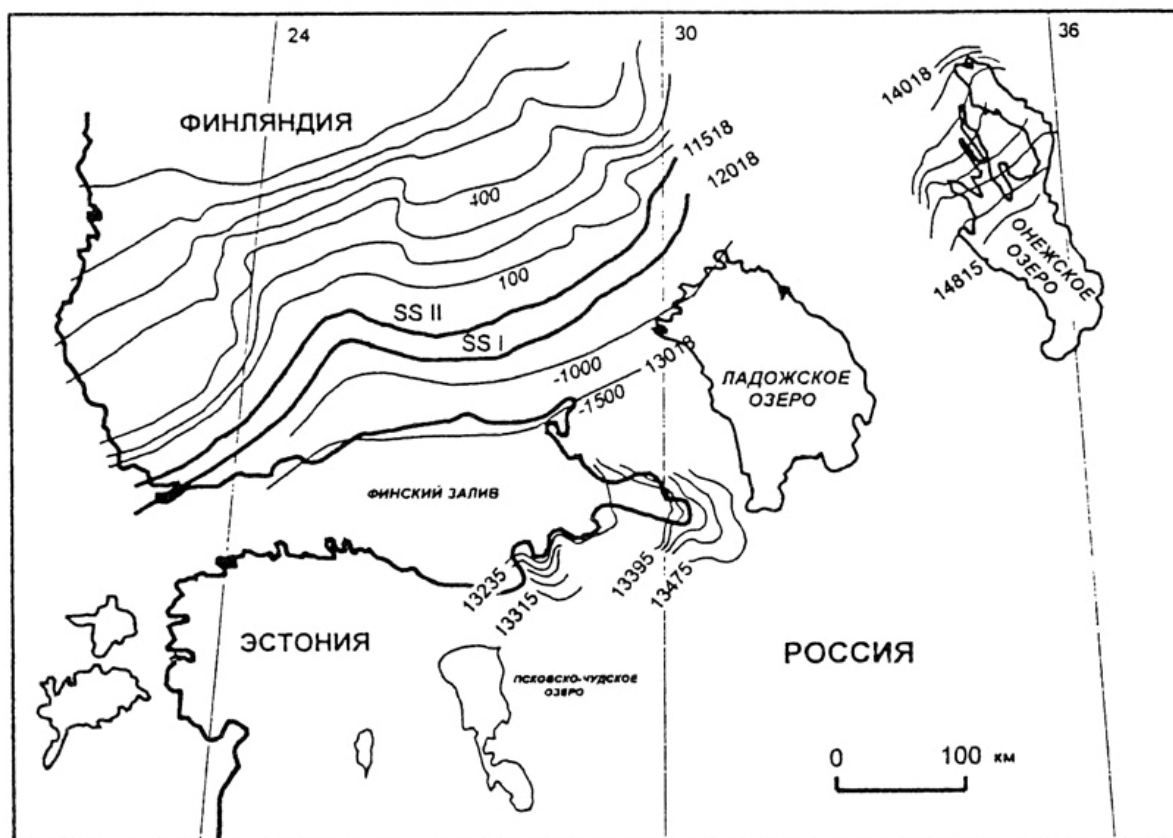 24
30
36
14018
ФИНЛЯНДИЯ
11518
12018
400
ОНЕЖСКОЕ
ОЗЕРО
100
14815
SS II
SS I
-1000
13018
-1500
ЛАДОЖСКОЕ
ОЗЕРО
ФИНСКИЙ ЗАЛИВ
13235
13315
13395
13475
ЭСТОНИЯ
РОССИЯ
ПСКОВСКО-ЧУДСКОЕ
ОЗЕРО
0
100 км